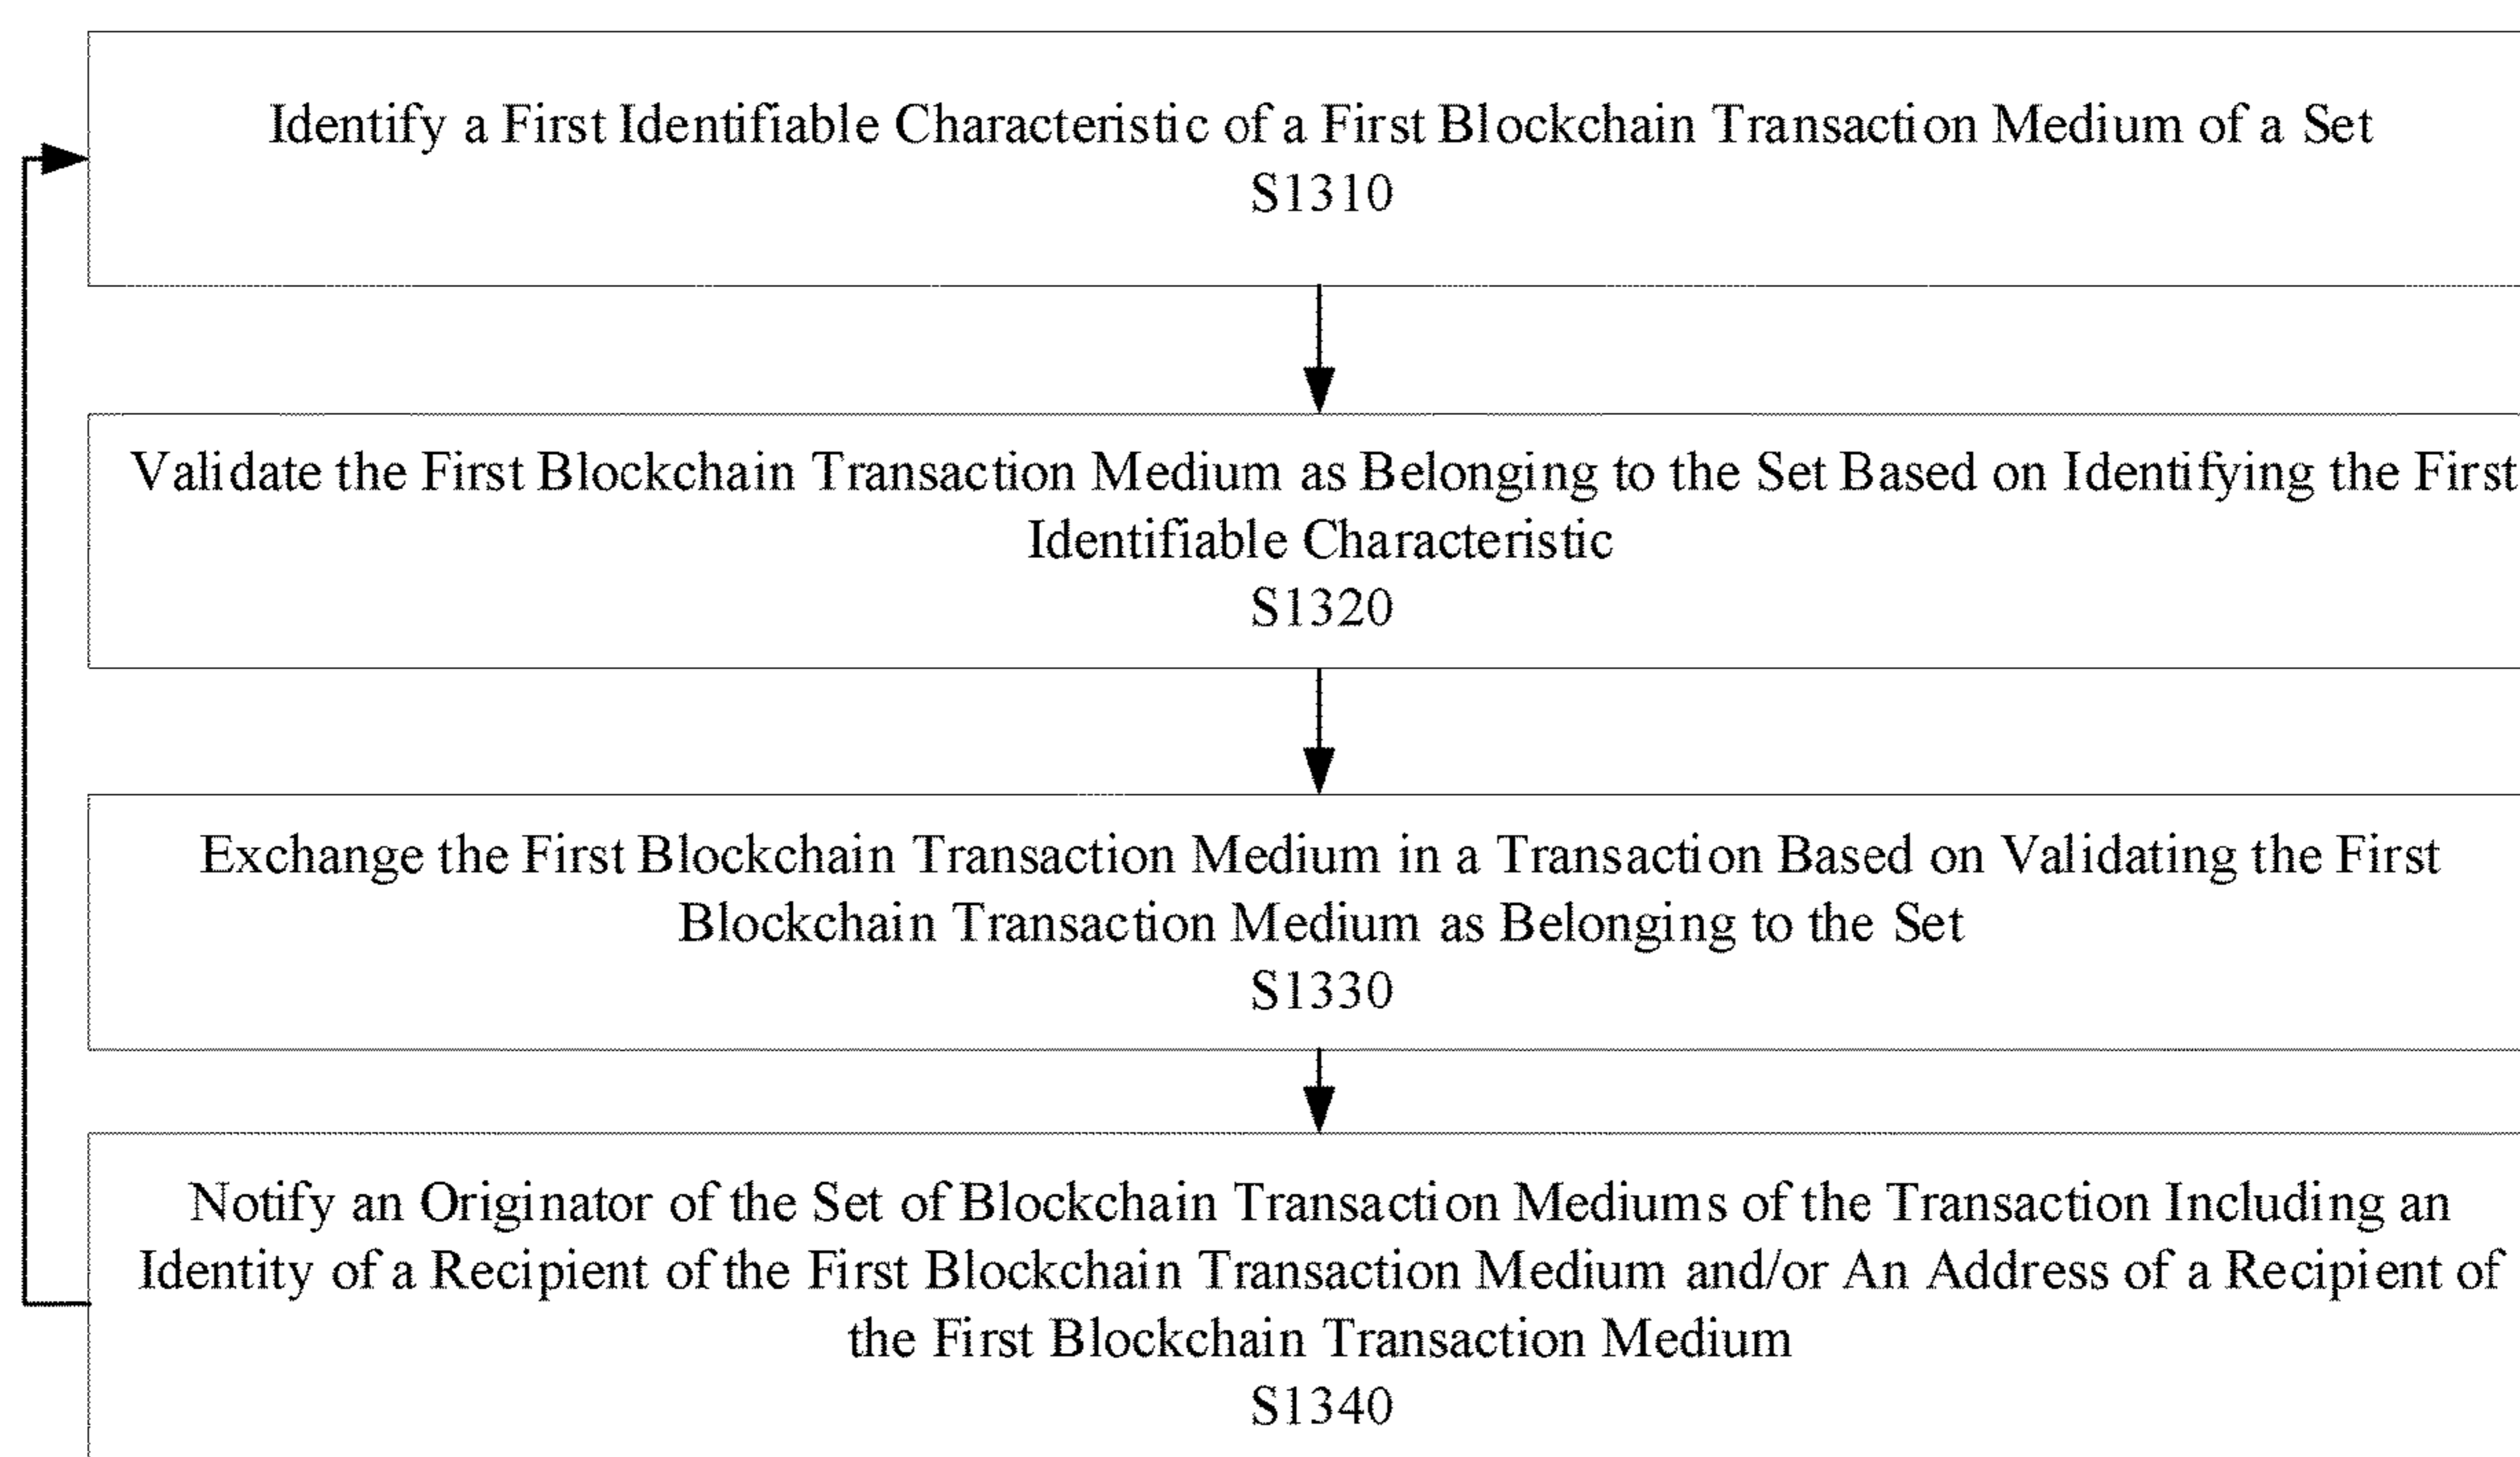 Identify a First Identifiable Characteristic of a First Blockchain Transaction Medium of a Set
S1310
Validate the First Blockchain Transaction Medium as Belonging to the Set Based on Identifying the First
Identifiable Characteristic
S1320
Exchange the First Blockchain Transaction Medium in a Transaction Based on Validating the First
Blockchain Transaction Medium as Belonging to the Set
S1330
Notify an Originator of the Set of Blockchain Transaction Mediums of the Transaction Including an
Identity of a Recipient of the First Blockchain Transaction Medium and/or An Address of a Recipient of
the First Blockchain Transaction Medium
S1340